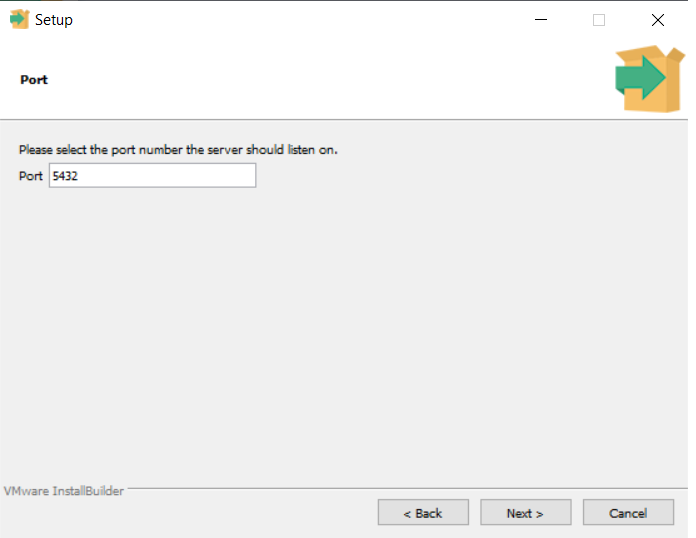 Setup
Port
Please select the port number the server should listen on.
Port 5432
VMware InstallBuilder
< Back Next > Cancel